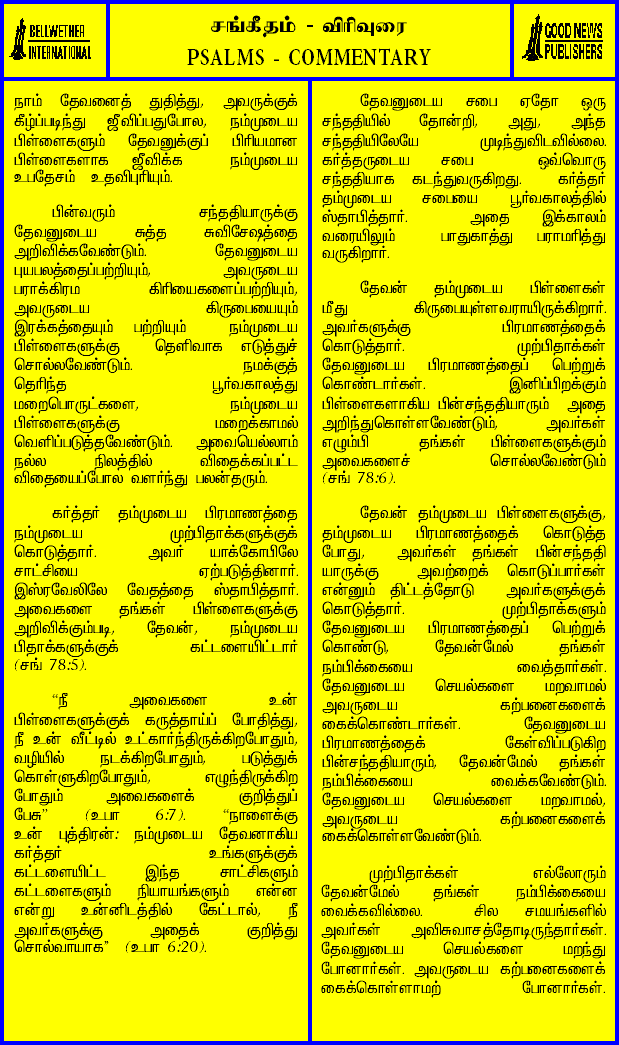 BELLWETHER
INTERNATIONAL
சங்கீதம் - விரிவுரை
PSALMS - COMMENTARY
GOOD NEWS
PUBLISHERS
நாம் தேவனைத் துதித்து, அவருக்குக்
கீழ்ப்படிந்து ஜீவிப்பதுபோல, நம்முடைய
பிள்ளைகளும் தேவனுக்குப் பிரியமான
பிள்ளைகளாக ஜீவிக்க நம்முடைய
உபதேசம் உதவிபுரியும்.
பின்வரும் சந்ததியாருக்கு
தேவனுடைய சுத்த சுவிசேஷத்தை
அறிவிக்கவேண்டும். தேவனுடைய
புயபலத்தைப்பற்றியும், அவருடைய
பராக்கிரம கிரியைகளைப்பற்றியும்,
அவருடைய கிருபையையும்
இரக்கத்தையும் பற்றியும் நம்முடைய
பிள்ளைகளுக்கு தெளிவாக எடுத்துச்
சொல்லவேண்டும். நமக்குத்
தெரிந்த பூர்வகாலத்து
மறைபொருட்களை, நம்முடைய
பிள்ளைகளுக்கு மறைக்காமல்
வெளிப்படுத்தவேண்டும். அவையெல்லாம்
நல்ல நிலத்தில் விதைக்கப்பட்ட
விதையைப்போல வளர்ந்து பலன்தரும்.
கர்த்தர் தம்முடைய பிரமாணத்தை
நம்முடைய முற்பிதாக்களுக்குக்
கொடுத்தார். அவர் யாக்கோபிலே
சாட்சியை ஏற்படுத்தினார்.
இஸ்ரவேலிலே வேதத்தை ஸ்தாபித்தார்.
அவைகளை தங்கள் பிள்ளைகளுக்கு
அறிவிக்கும்படி, தேவன், நம்முடைய
பிதாக்களுக்குக் கட்டளையிட்டார்
(சங் 78:5).
“நீ அவைகளை உன்
பிள்ளைகளுக்குக் கருத்தாய்ப் போதித்து,
நீ உன் வீட்டில் உட்கார்ந்திருக்கிறபோதும்,
வழியில் நடக்கிறபோதும், படுத்துக்
கொள்ளுகிறபோதும், எழுந்திருக்கிற
போதும் அவைகளைக் குறித்துப்
பேசு” (உபா 6:7). “நாளைக்கு
உன் புத்திரன்: நம்முடைய தேவனாகிய
கர்த்தர் உங்களுக்குக்
கட்டளையிட்ட இந்த சாட்சிகளும்
கட்டளைகளும் நியாயங்களும் என்ன
என்று உன்னிடத்தில் கேட்டால், நீ
அவர்களுக்கு அதைக் குறித்து
சொல்வாயாக” (உபா 6:20).
தேவனுடைய சபை ஏதோ ஒரு
சந்ததியில் தோன்றி, அது, அந்த
சந்ததியிலேயே முடிந்துவிடவில்லை.
கர்த்தருடைய சபை ஒவ்வொரு
சந்ததியாக கடந்துவருகிறது. கர்த்தர்
தம்முடைய சபையை பூர்வகாலத்தில்
ஸ்தாபித்தார். அதை இக்காலம்
வரையிலும் பாதுகாத்து பராமரித்து
வருகிறார்.
தேவன் தம்முடைய பிள்ளைகள்
மீது கிருபையுள்ளவராயிருக்கிறார்.
அவர்களுக்கு பிரமாணத்தைக்
கொடுத்தார். முற்பிதாக்கள்
தேவனுடைய பிரமாணத்தைப் பெற்றுக்
கொண்டார்கள். இனிப்பிறக்கும்
பிள்ளைகளாகிய பின்சந்ததியாரும் அதை
அறிந்துகொள்ளவேண்டும், அவர்கள்
எழும்பி தங்கள் பிள்ளைகளுக்கும்
அவைகளைச் சொல்லவேண்டும்
(சங் 78:6).
தேவன் தம்முடைய பிள்ளைகளுக்கு,
தம்முடைய பிரமாணத்தைக் கொடுத்த
போது, அவர்கள் தங்கள் பின்சந்ததி
யாருக்கு அவற்றைக் கொடுப்பார்கள்
என்னும் திட்டத்தோடு அவர்களுக்குக்
கொடுத்தார். முற்பிதாக்களும்
தேவனுடைய பிரமாணத்தைப் பெற்றுக்
கொண்டு, தேவன்மேல் தங்கள்
நம்பிக்கையை வைத்தார்கள்.
தேவனுடைய செயல்களை மறவாமல்
அவருடைய கற்பனைகளைக்
கைக்கொண்டார்கள். தேவனுடைய
பிரமாணத்தைக் கேள்விப்படுகிற
பின்சந்ததியாரும், தேவன்மேல் தங்கள்
நம்பிக்கையை வைக்கவேண்டும்.
தேவனுடைய செயல்களை மறவாமல்,
அவருடைய கற்பனைகளைக்
கைக்கொள்ளவேண்டும்.
முற்பிதாக்கள் எல்லோரும்
தேவன்மேல் தங்கள் நம்பிக்கையை
வைக்கவில்லை. சில சமயங்களில்
அவர்கள் அவிசுவாசத்தோடிருந்தார்கள்.
தேவனுடைய செயல்களை மறந்து
போனார்கள். அவருடைய கற்பனைகளைக்
கைக்கொள்ளாமற் போனார்கள்.